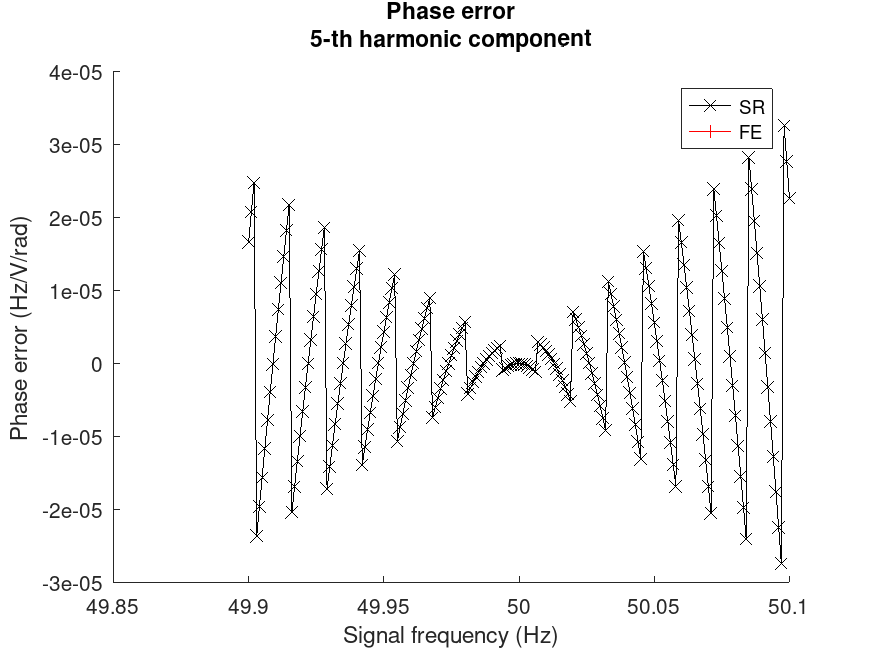 Phase error
5-th harmonic component
4e-05
3e-05
2e-05
1e-05
0
-1e-05
-2e-05
-3e-05
Phase error (Hz/V/rad)
SR
FE
49.85
49.9
49.95
50
50.05
50.1
Signal frequency (Hz)